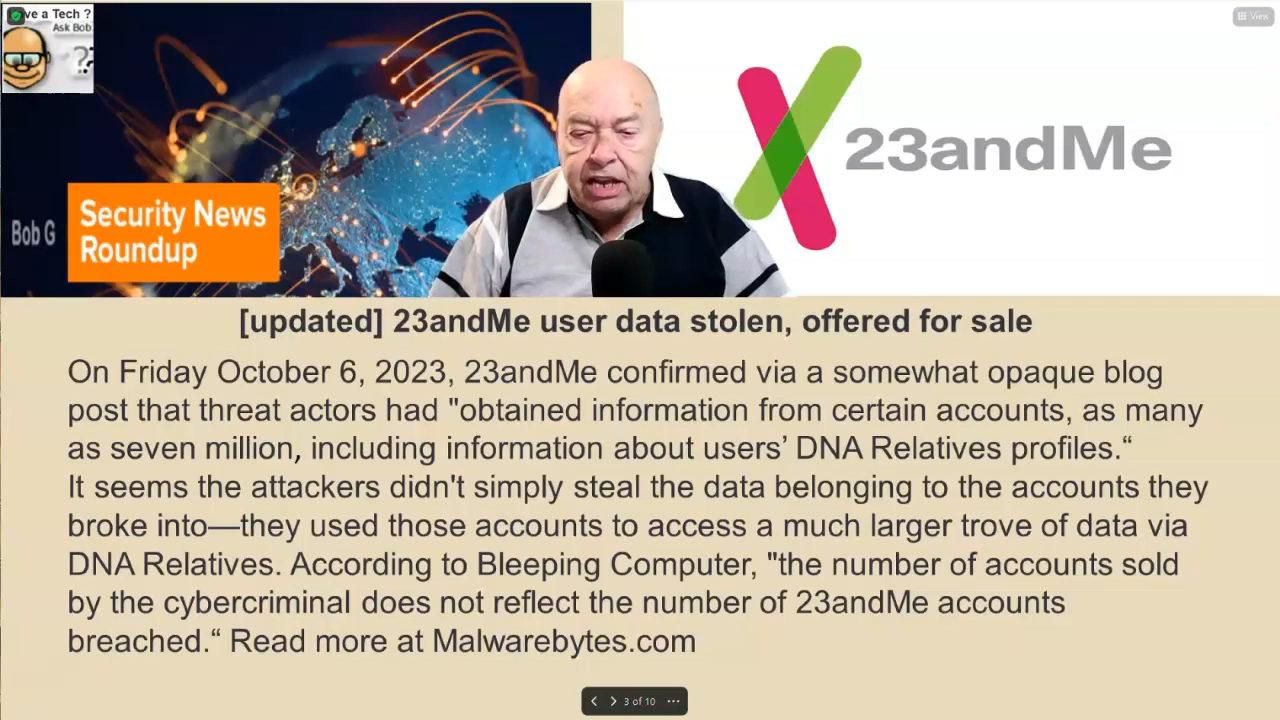 ve a Tech ?
Ask Bob
??
View
23andMe
Bob G
Security News
Roundup
[updated] 23andMe user data stolen, offered for sale
On Friday October 6, 2023, 23andMe confirmed via a somewhat opaque blog
post that threat actors had "obtained information from certain accounts, as many
as seven million, including information about users’ DNA Relatives profiles.“
It seems the attackers didn't simply steal the data belonging to the accounts they
broke into—they used those accounts to access a much larger trove of data via
DNA Relatives. According to Bleeping Computer, "the number of accounts sold
by the cybercriminal does not reflect the number of 23andMe accounts
breached.“ Read more at Malwarebytes.com
3 of 10